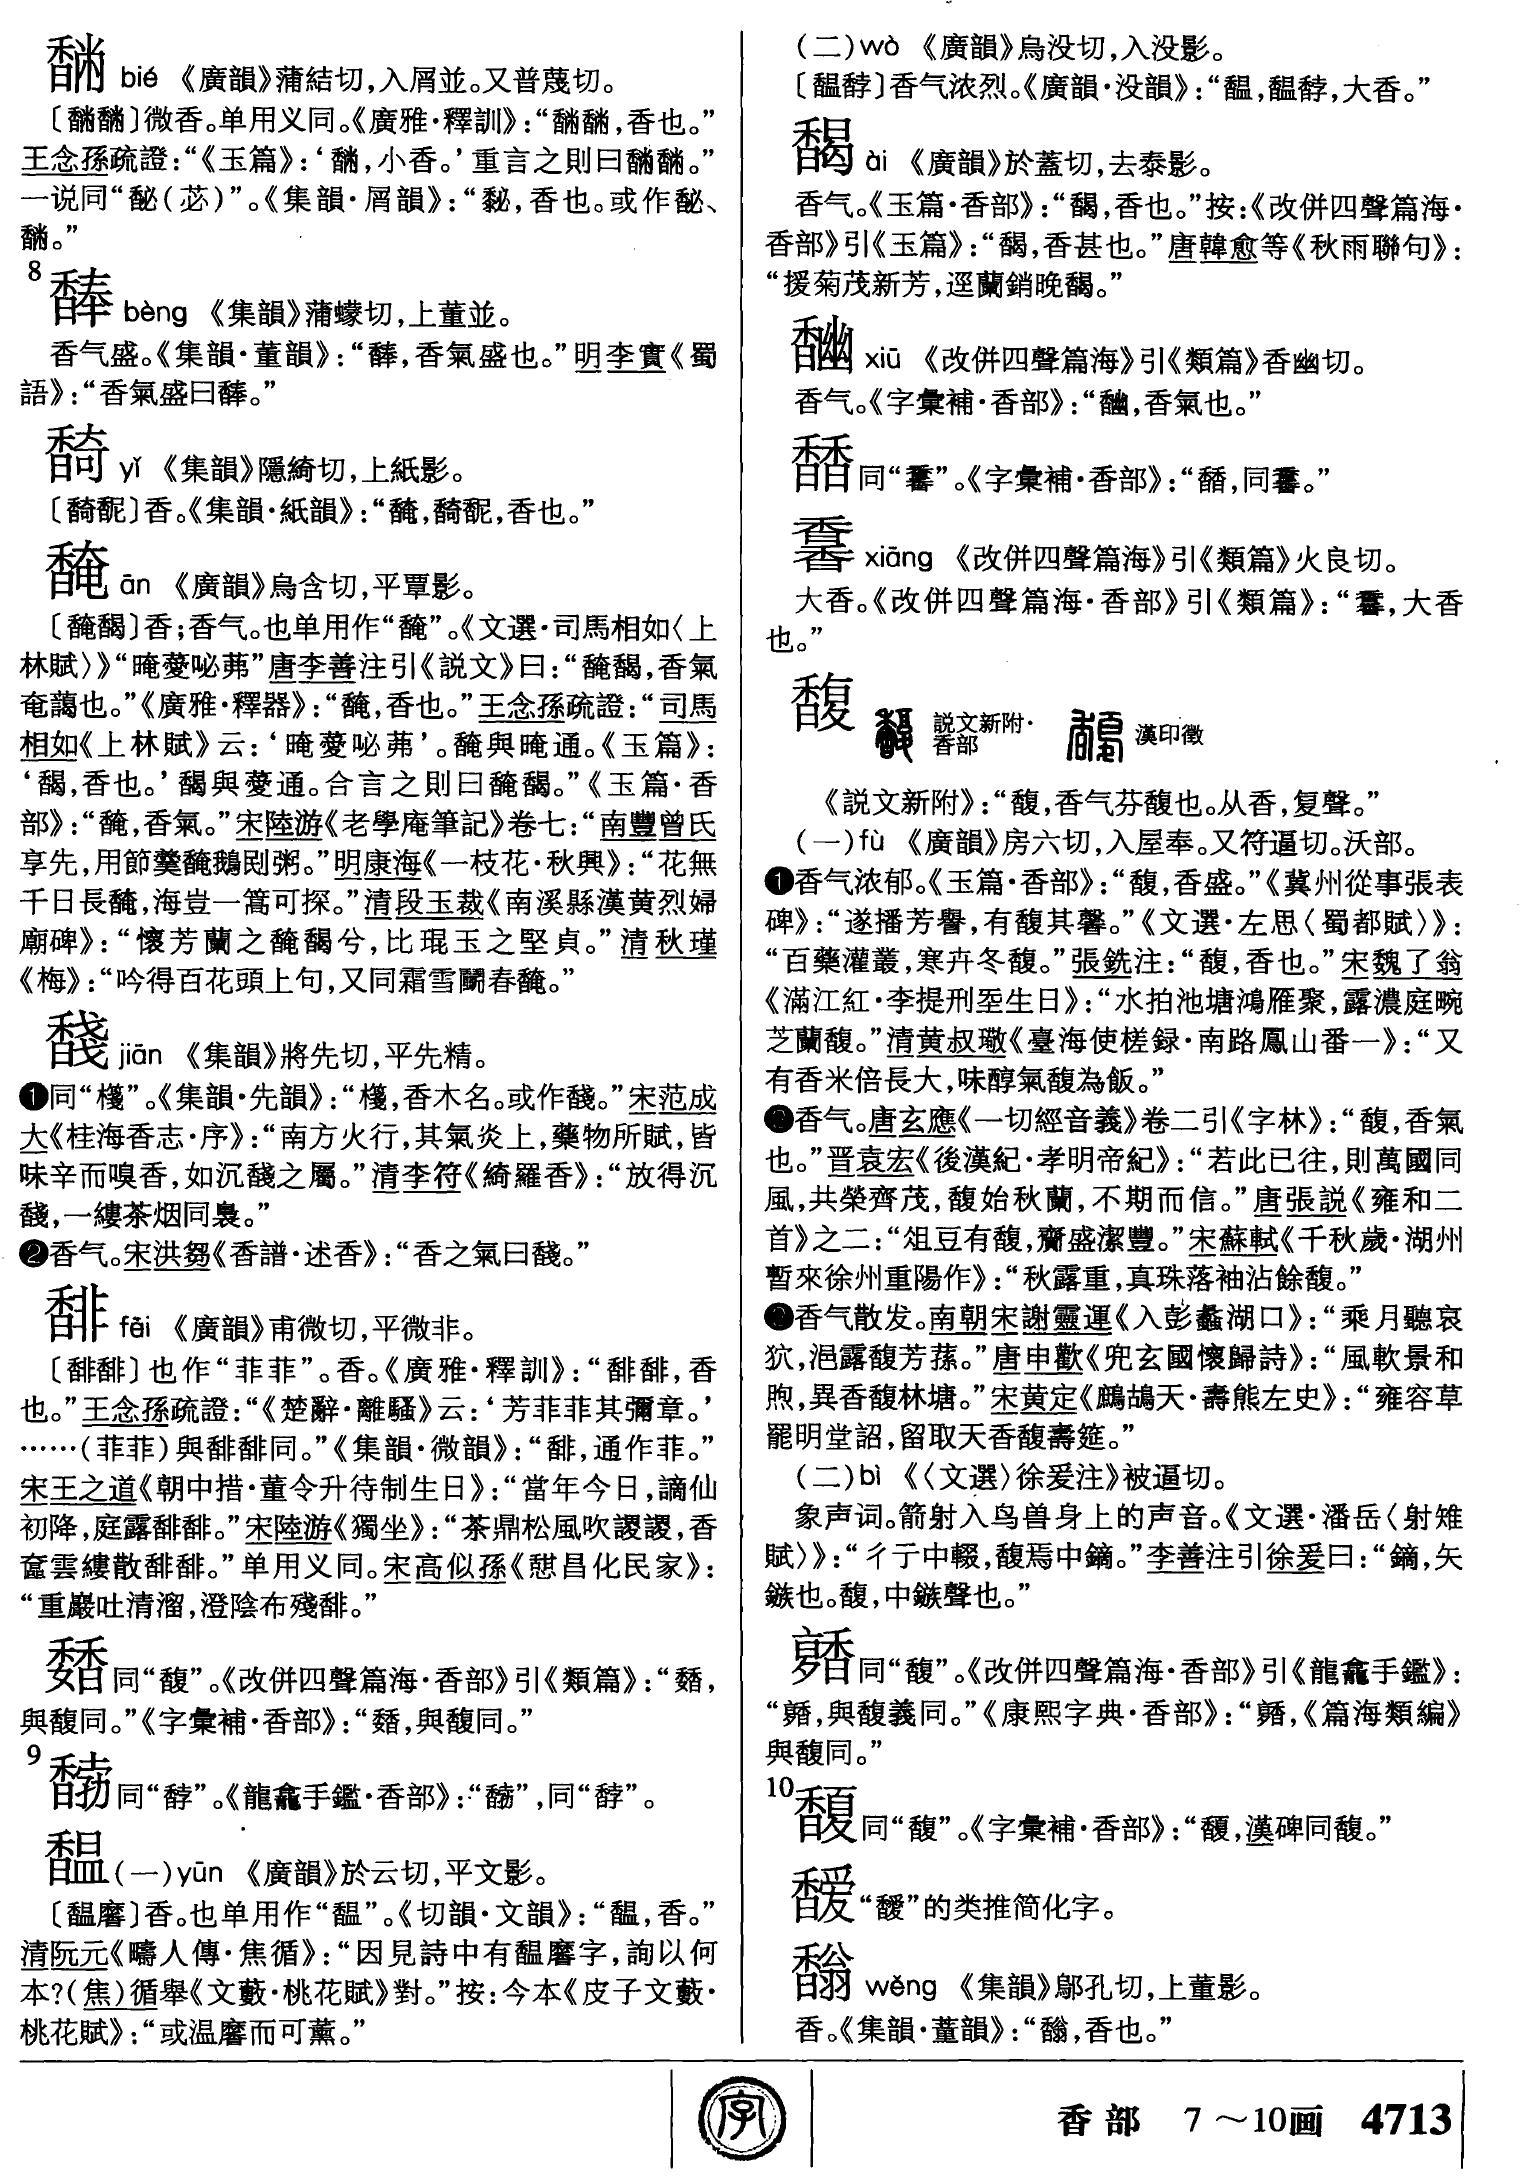 馝 bié 《廣韻》蒲結切，入屑並。又普蔑切。
〔䭱䭱〕微香。单用义同。《廣雅·釋訓》：“䭱䭱，香也。”
王念孫疏證：“《玉篇》：‘䭱，小香。’重言之則曰䭱䭱。”
一说同“馝（苾）”。《集韻·屑韻》：“䄶，香也。或作馝、
䭱。”
8
䭰 bèng 《集韻》蒲蠓切，上董並。
香气盛。《集韻·董韻》：“䭰，香氣盛也。”明李實《蜀
語》：“香氣盛曰䭰。”
馣 yǐ 《集韻》隱綺切，上紙影。
香。《集韻·紙韻》：“馣，香也。”
馣 ān 《廣韻》烏含切，平覃影。
〔馣馤〕香；香气。也单用作“馣”。《文選·司馬相如〈上
林賦〉》“晻薆咇茀”唐李善注引《説文》曰：“馣馤，香氣
奄藹也。”《廣雅·釋器》：“馣，香也。”王念孫疏證：“司馬
相如《上林賦》云：‘晻薆咇茀’。馣與晻通。《玉篇》：
‘馤，香也。’馤與薆通。合言之則曰馣馤。”《玉篇·香
部》：“馣，香氣。”宋陸游《老學庵筆記》卷七：“南豐曾氏
享先，用節羹馣鵝刡粥。”明康海《一枝花·秋興》：“花無
千日長馣，海豈一篙可探。”清段玉裁《南溪縣漢黄烈婦
廟碑》：“懷芳蘭之馣馤兮，比琨玉之堅貞。”清秋瑾
《梅》：“吟得百花頭上句，又同霜雪鬭春馣。”
馢 jiān 《集韻》將先切，平先精。
❶同“棧”。《集韻·先韻》：“棧，香木名。或作馢。”宋范成
大《桂海香志·序》：“南方火行，其氣炎上，藥物所賦，皆
味辛而嗅香，如沉馢之屬。”清李符《綺羅香》：“放得沉
馢，一縷茶烟同裊。”
❷香气。宋洪芻《香譜·述香》：“香之氣曰馢。”
馡 fēi 《廣韻》甫微切，平微非。
〔馡馡〕也作“菲菲”。香。《廣雅·釋訓》：“馡馡，香
也。”王念孫疏證：“《楚辭·離騷》云：‘芳菲菲其彌章。’
……（菲菲）與馡馡同。”《集韻·微韻》：“馡，通作菲。”
宋王之道《朝中措·董令升待制生日》：“當年今日，謫仙
初降，庭露馡馡。”宋陸游《獨坐》：“茶鼎松風吹謖謖，香
奩雲縷散馡馡。”单用义同。宋高似孫《憇昌化民家》：
“重巖吐清溜，澄陰布殘馡。”
同“馥”。《改併四聲篇海·香部》引《類篇》：
與馥同。”《字彙補·香部》：“與馥同。”
9
同“馞”。《龍龕手鑑·香部》：同“馞”。
馧 （一）yūn 《廣韻》於云切，平文影。
〔馧馚〕香。也单用作“馧”。《切韻·文韻》：“馧，香。”
清阮元《疇人傳·焦循》：“因見詩中有馧馚字，詢以何
本？（焦）循舉《文藪·桃花賦》對。”按：今本《皮子文藪·
桃花賦》：“或温黁而可薰。”
（二）wò 《廣韻》烏没切，入没影。
〔馧馞〕香气浓烈。《廣韻·没韻》：“馧，馧馞，大香。”
馤 ài 《廣韻》於蓋切，去泰影。
香气。《玉篇·香部》：“馤，香也。”按：《改併四聲篇海·
香部》引《玉篇》：“馤，香甚也。”唐韓愈等《秋雨聯句》：
“援菊茂新芳，逕蘭銷晚馤。”
xiū 《改併四聲篇海》引《類篇》香幽切。
香气。《字彙補·香部》：“香氣也。”
同《字彙補·香部》：
xiāng 《改併四聲篇海》引《類篇》火良切。
大香。《改併四聲篇海·香部》引《類篇》：“大香
也。”
馥 説文新附·香部 漢印徵
《説文新附》：“馥，香气芬馥也。从香，复聲。”
（一）fù 《廣韻》房六切，入屋奉。又符逼切。沃部。
❶香气浓郁。《玉篇·香部》：“馥，香盛。”《冀州從事張表
碑》：“遂播芳譽，有馥其馨。”《文選·左思〈蜀都賦〉》：
“百藥灌叢，寒卉冬馥。”張銑注：“馥，香也。”宋魏了翁
《滿江紅·李提刑坙生日》：“水拍池塘鴻雁聚，露濃庭畹
芝蘭馥。”清黄叔璥《臺海使槎録·南路鳳山番一》：“又
有香米倍長大，味醇氣馥為飯。”
❷香气。唐玄應《一切經音義》卷二引《字林》：“馥，香氣
也。”晋袁宏《後漢紀·孝明帝紀》：“若此已往，則萬國同
風，共榮齊茂，馥始秋蘭，不期而信。”唐張説《雍和二
首》之二：“俎豆有馥，齍盛潔豐。”宋蘇軾《千秋歲·湖州
暫來徐州重陽作》：“秋露重，真珠落袖沾餘馥。”
❸香气散发。南朝宋謝靈運《入彭蠡湖口》：“乘月聽哀
狖，浥露馥芳蓀。”唐申歡《兜玄國懷歸詩》：“風軟景和
煦，異香馥林塘。”宋黄定《鷓鴣天·壽熊左史》：“雍容草
罷明堂詔，留取天香馥壽筵。”
（二）bì 《〈文選〉徐爰注》被逼切。
象声词。箭射入鸟兽身上的声音。《文選·潘岳〈射雉
賦〉》：“彳亍中輟，馥焉中鏑。”李善注引徐爰曰：“鏑，矢
鏃也。馥，中鏃聲也。”
同“馥”。《改併四聲篇海·香部》引《龍龕手鑑》：
“與馥義同。”《康熙字典·香部》：“《篇海類編》
與馥同。”
10
同“馥”。《字彙補·香部》：“漢碑同馥。”
“靉”的类推简化字。
䭲 wěng 《集韻》鄔孔切，上董影。
香。《集韻·董韻》：“香也。”
字
香部 7～10画 4713